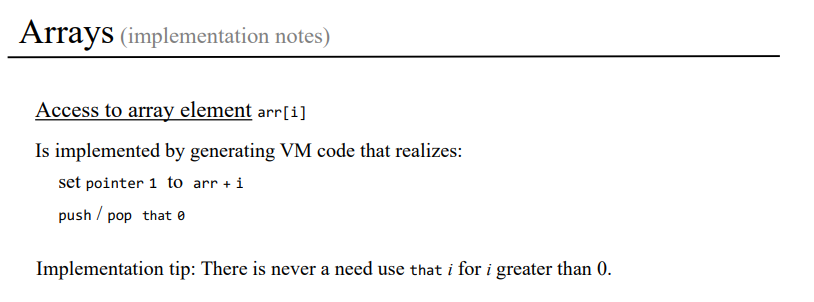 Arrays (implementation notes)
Access to array element arr[i]
Is implemented by generating VM code that realizes:
set pointer 1 to arr + i
push / pop that 0
Implementation tip: There is never a need use that i for i greater than 0.